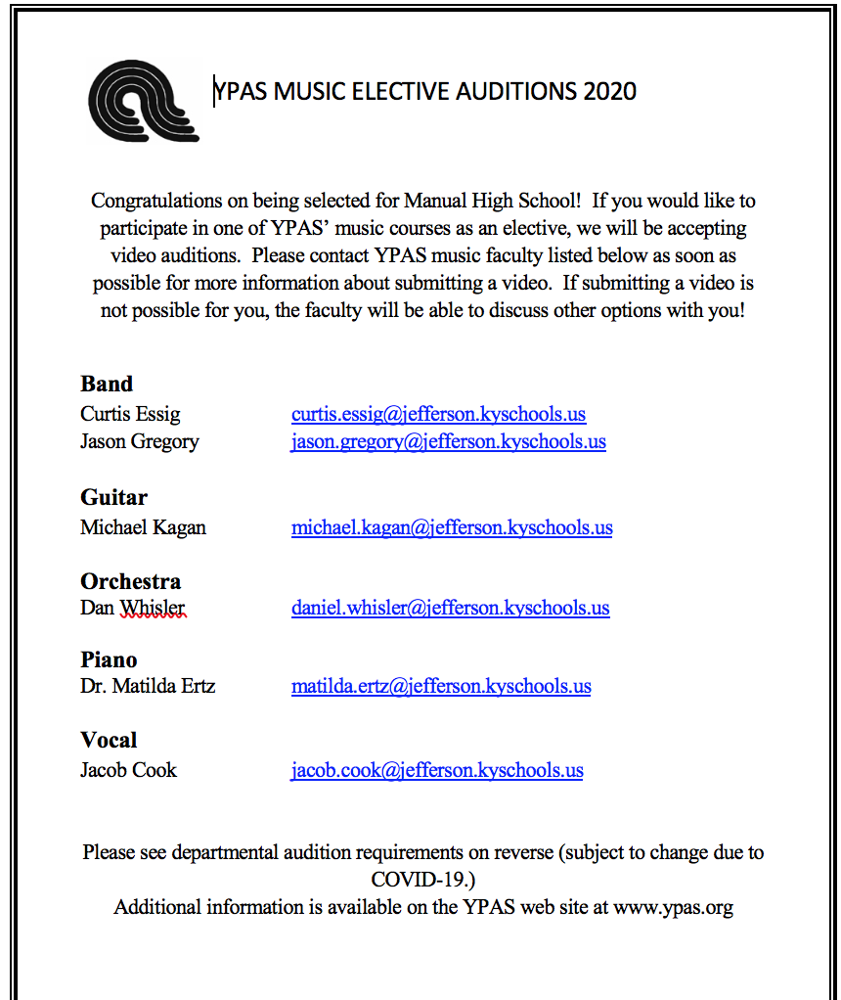 YPAS MUSIC ELECTIVE AUDITIONS 2020
Congratulations on being selected for Manual High School!  If you would like to
participate in one of YPAS’ music courses as an elective, we will be accepting
video auditions.  Please contact YPAS music faculty listed below as soon as
possible for more information about submitting a video.  If submitting a video is
not possible for you, the faculty will be able to discuss other options with you!
Band
Curtis Essig curtis.essig@jefferson.kyschools.us
Jason Gregory jason.gregory@jefferson.kyschools.us
Guitar
Michael Kagan michael.kagan@jefferson.kyschools.us
Orchestra
Dan Whisler daniel.whisler@jefferson.kyschools.us
Piano
Dr. Matilda Ertz matilda.ertz@jefferson.kyschools.us
Vocal
Jacob Cook jacob.cook@jefferson.kyschools.us
Please see departmental audition requirements on reverse (subject to change due to
COVID-19.)
Additional information is available on the YPAS web site at www.ypas.org